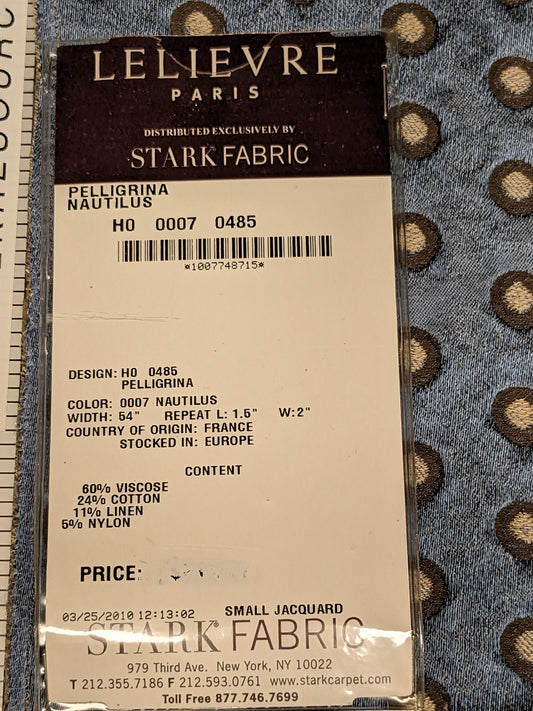 LELIEVRE
PARIS
DISTRIBUTED EXCLUSIVELY BY
STARK FABRIC
PELLIGRINA
NAUTILUS
H0 0007 0485
*1007748715*
DESIGN: H0 0485
PELLIGRINA
COLOR: 0007 NAUTILUS
WIDTH: 54" REPEAT L: 1.5" W:2"
COUNTRY OF ORIGIN: FRANCE
STOCKED IN: EUROPE
CONTENT
60% VISCOSE
24% COTTON
11% LINEN
5% NYLON
PRICE:
03/25/2010 12:13:02 SMALL JACQUARD
STARK FABRIC
979 Third Ave. New York, NY 10022
T 212.355.7186 F 212.593.0761 www.starkcarpet.com
Toll Free 877.746.7699